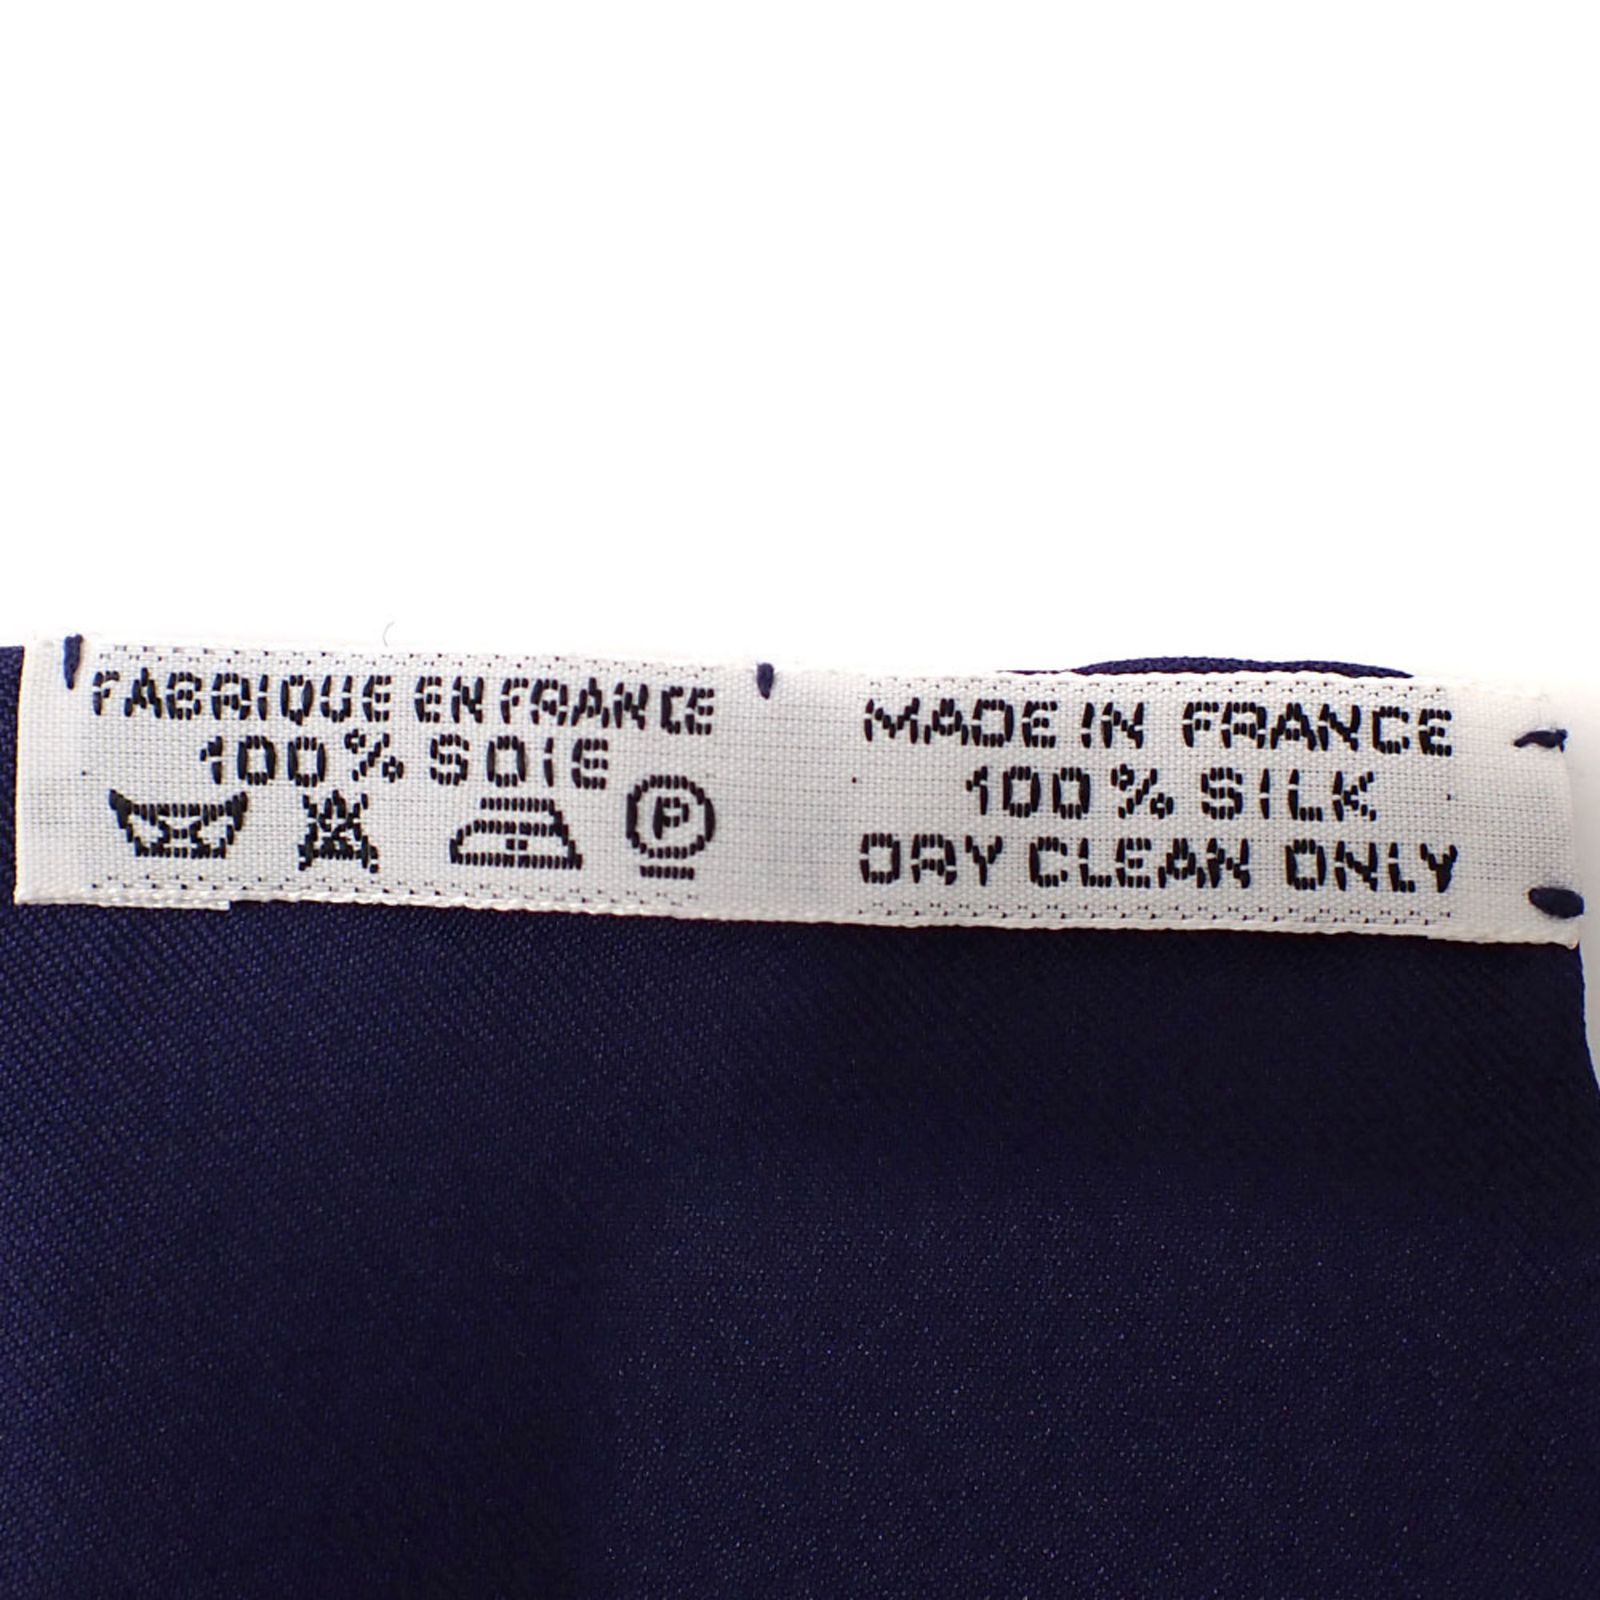 FABRIQUE EN FRANCE
100% SOIE
P
MADE IN FRANCE
100% SILK
DRY CLEAN ONLY